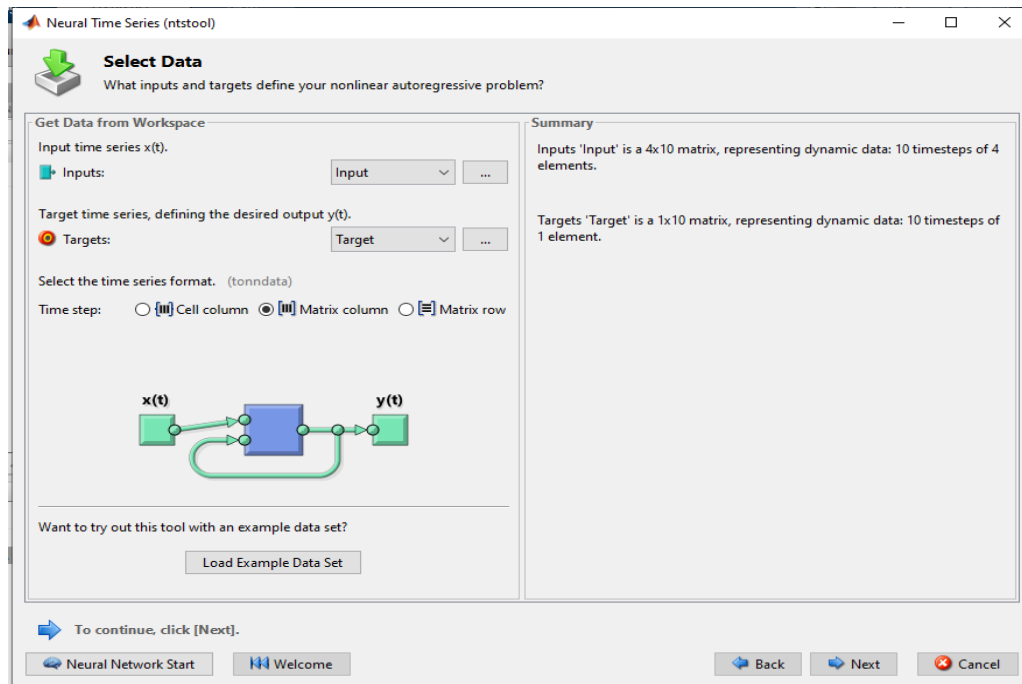 Neural Time Series (ntstool)
Select Data
What inputs and targets define your nonlinear autoregressive problem?
Get Data from Workspace
Input time series x(t).
Inputs:
Input
...
Target time series, defining the desired output y(t).
Targets:
Target
...
Select the time series format. (tonndata)
Time step:
Cell column
Matrix column
Matrix row
x(t)
y(t)
Want to try out this tool with an example data set?
Load Example Data Set
Summary
Inputs 'Input' is a 4x10 matrix, representing dynamic data: 10 timesteps of 4
elements.
Targets 'Target' is a 1x10 matrix, representing dynamic data: 10 timesteps of
1 element.
To continue, click [Next].
Neural Network Start
Welcome
Back
Next
Cancel